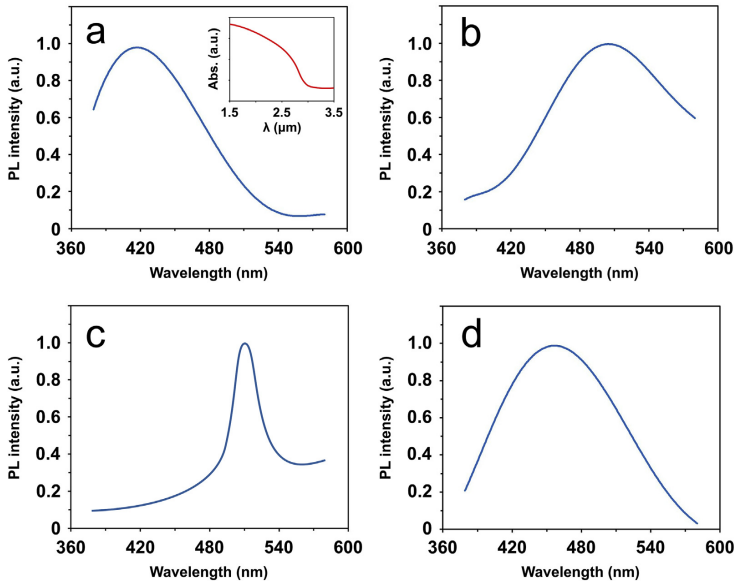 a
PL intensity (a.u.)
1.0
0.8
0.6
0.4
0.2
0
360 420 480 540 600
Wavelength (nm)
Abs. (a.u.)
1.5 2.5 3.5
λ (μm)
b
PL intensity (a.u.)
1.0
0.8
0.6
0.4
0.2
0
360 420 480 540 600
Wavelength (nm)
c
PL intensity (a.u.)
1.0
0.8
0.6
0.4
0.2
0
360 420 480 540 600
Wavelength (nm)
d
PL intensity (a.u.)
1.0
0.8
0.6
0.4
0.2
0
360 420 480 540 600
Wavelength (nm)